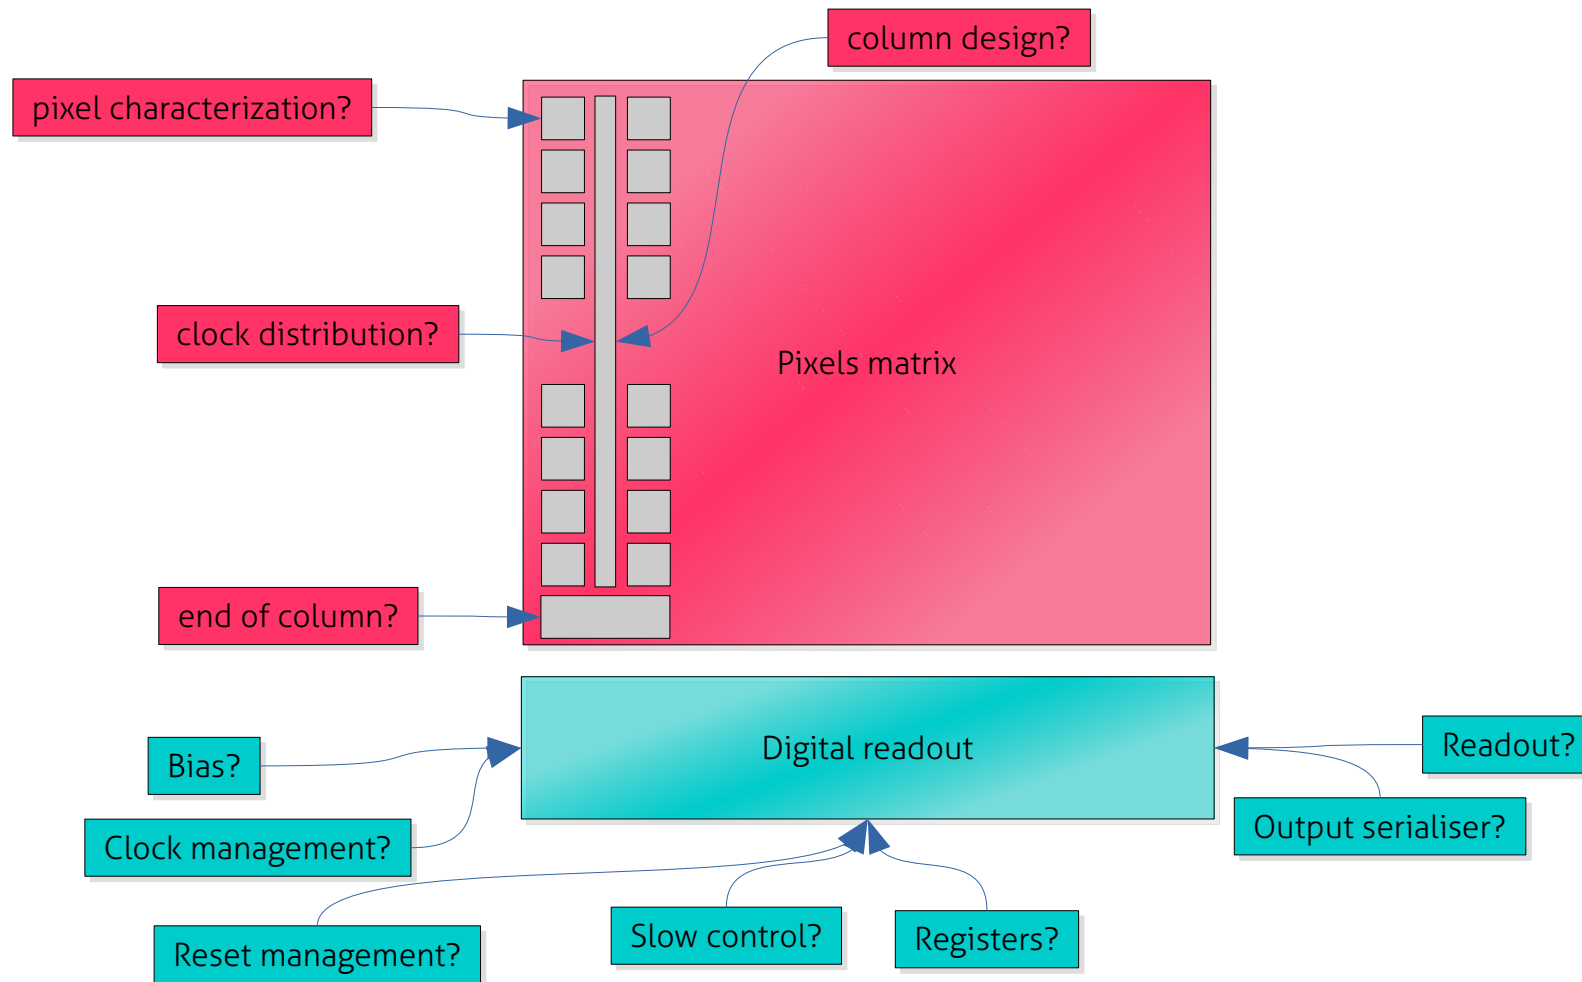 column design?
pixel characterization?
clock distribution?
Pixels matrix
end of column?
Digital readout
Readout?
Bias?
Output serialiser?
Clock management?
Slow control?
Registers?
Reset management?